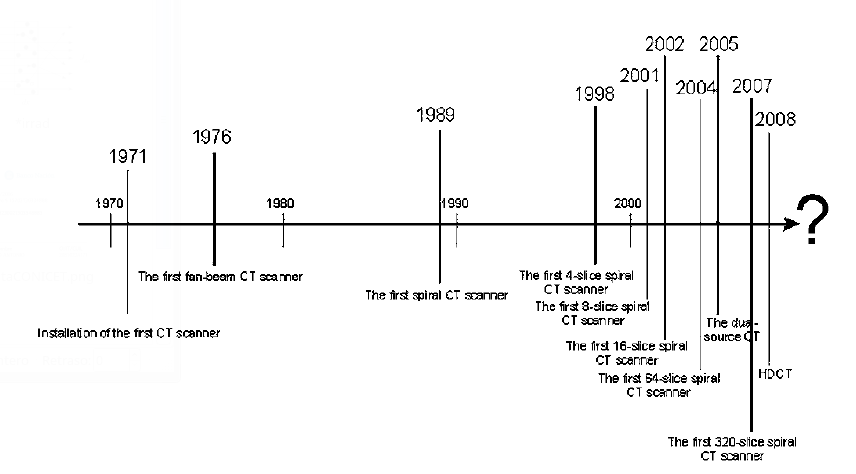 2002 2005
2001 2004 2007
1998
2008
1989
1976
1971
1970 1980 1990 2000
?
The first fan-beam CT scanner
The first 4-slice spiral
CT scanner
The first spiral CT scanner
The first 8-slice spiral
CT scanner
Installation of the first CT scanner
The dual-
source CT
The first 16-slice spiral
CT scanner
HDCT
The first 64-slice spiral
CT scanner
The first 320-slice spiral
CT scanner